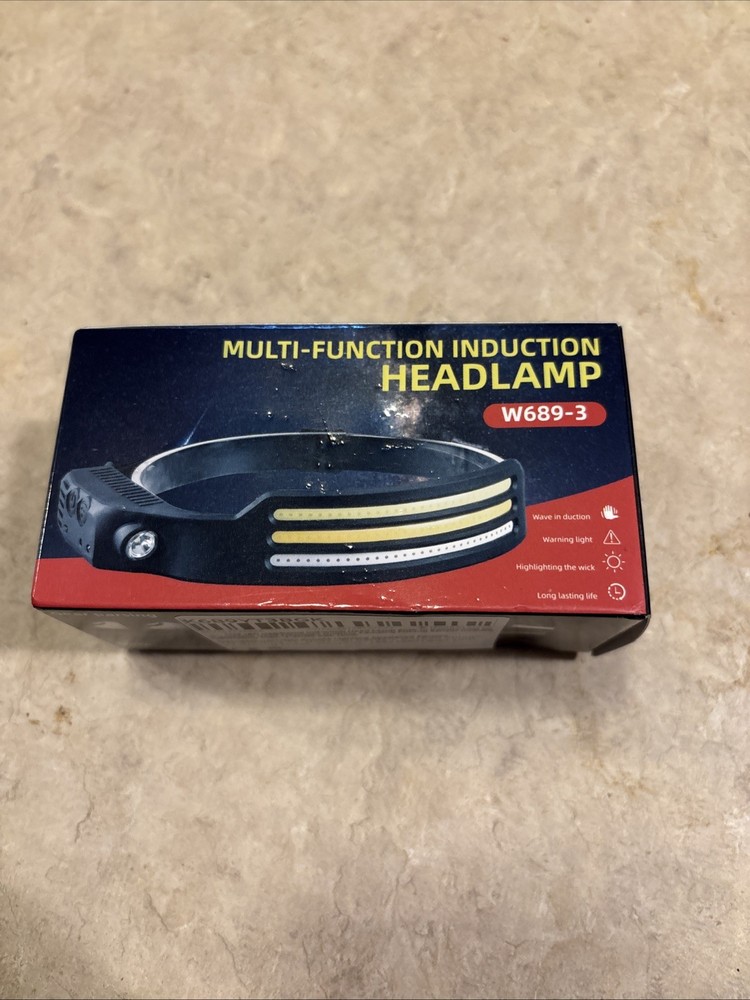 MULTI-FUNCTION INDUCTION
HEADLAMP
W689-3
Wave in duction
Warning light
Highlighting the wick
Long lasting life